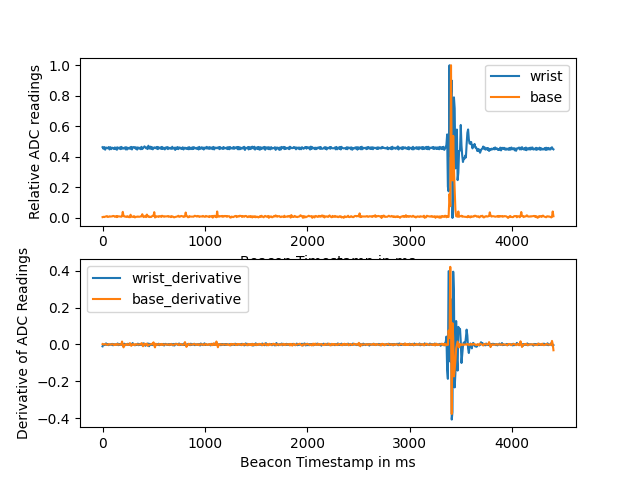 Relative ADC readings
1.0
0.8
0.6
0.4
0.2
0.0
wrist
base
0
1000
2000
3000
4000
Beacon Timestamp in ms
Derivative of ADC Readings
0.4
0.2
0.0
−0.2
−0.4
wrist_derivative
base_derivative
0
1000
2000
3000
4000
Beacon Timestamp in ms